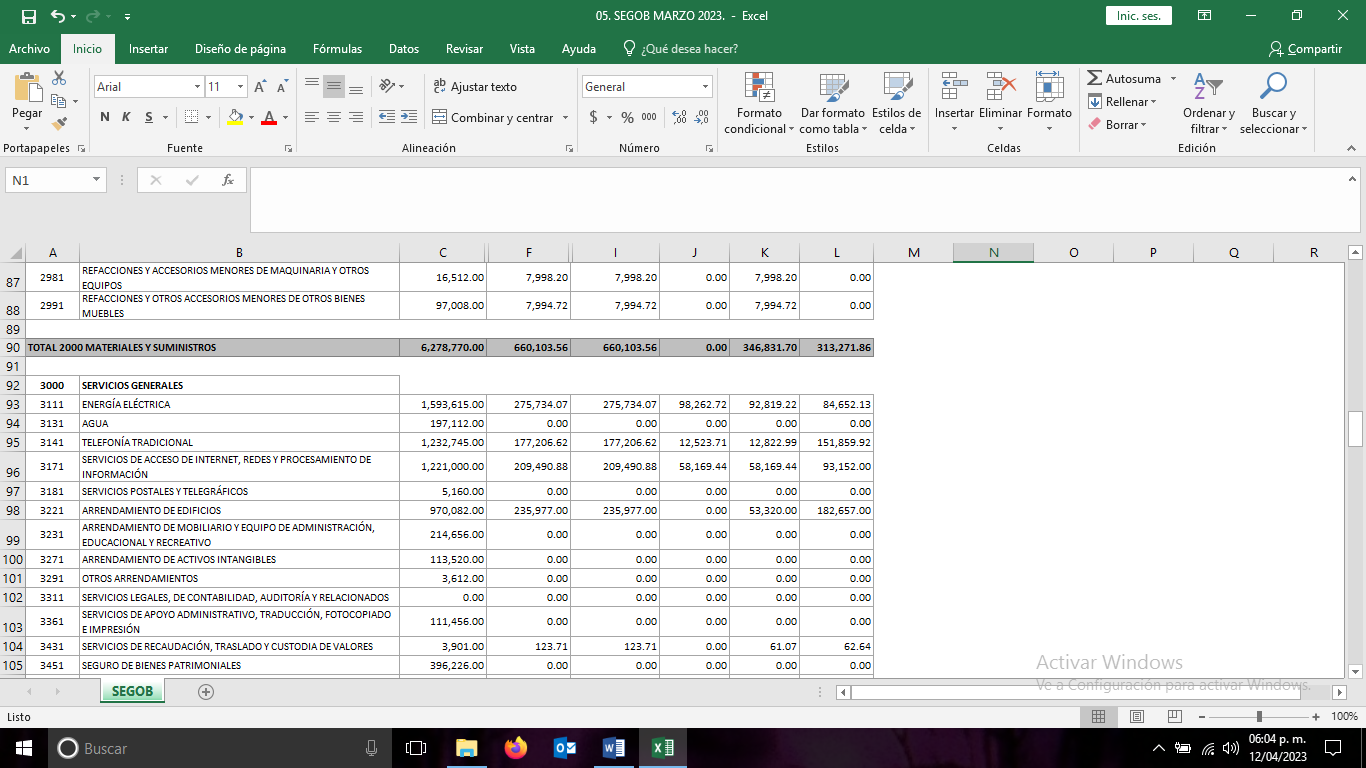 05. SEGOB MARZO 2023. - Excel
Inic. ses.
Archivo Inicio Insertar Diseño de página Fórmulas Datos Revisar Vista Ayuda ¿Qué desea hacer? Compartir
Pegar
Portapapeles
Arial 11
N K S
Fuente
Ajustar texto
Combinar y centrar
Alineación
General
$ % 000
Número
Formato condicional
Dar formato como tabla
Estilos de celda
Estilos
Insertar Eliminar Formato
Celdas
Autosuma
Rellenar
Borrar
Ordenar y filtrar
Buscar y seleccionar
Edición
N1 fx
A B C F I J K L M N O P Q R
87 2981 REFACCIONES Y ACCESORIOS MENORES DE MAQUINARIA Y OTROS EQUIPOS 16,512.00 7,998.20 7,998.20 0.00 7,998.20 0.00
88 2991 REFACCIONES Y OTROS ACCESORIOS MENORES DE OTROS BIENES MUEBLES 97,008.00 7,994.72 7,994.72 0.00 7,994.72 0.00
89
90 TOTAL 2000 MATERIALES Y SUMINISTROS 6,278,770.00 660,103.56 660,103.56 0.00 346,831.70 313,271.86
91
92 3000 SERVICIOS GENERALES
93 3111 ENERGÍA ELÉCTRICA 1,593,615.00 275,734.07 275,734.07 98,262.72 92,819.22 84,652.13
94 3131 AGUA 197,112.00 0.00 0.00 0.00 0.00 0.00
95 3141 TELEFONÍA TRADICIONAL 1,232,745.00 177,206.62 177,206.62 12,523.71 12,822.99 151,859.92
96 3171 SERVICIOS DE ACCESO DE INTERNET, REDES Y PROCESAMIENTO DE INFORMACIÓN 1,221,000.00 209,490.88 209,490.88 58,169.44 58,169.44 93,152.00
97 3181 SERVICIOS POSTALES Y TELEGRÁFICOS 5,160.00 0.00 0.00 0.00 0.00 0.00
98 3221 ARRENDAMIENTO DE EDIFICIOS 970,082.00 235,977.00 235,977.00 0.00 53,320.00 182,657.00
99 3231 ARRENDAMIENTO DE MOBILIARIO Y EQUIPO DE ADMINISTRACIÓN, EDUCACIONAL Y RECREATIVO 214,656.00 0.00 0.00 0.00 0.00 0.00
100 3271 ARRENDAMIENTO DE ACTIVOS INTANGIBLES 113,520.00 0.00 0.00 0.00 0.00 0.00
101 3291 OTROS ARRENDAMIENTOS 3,612.00 0.00 0.00 0.00 0.00 0.00
102 3311 SERVICIOS LEGALES, DE CONTABILIDAD, AUDITORÍA Y RELACIONADOS 0.00 0.00 0.00 0.00 0.00 0.00
103 3361 SERVICIOS DE APOYO ADMINISTRATIVO, TRADUCCIÓN, FOTOCOPIADO E IMPRESIÓN 111,456.00 0.00 0.00 0.00 0.00 0.00
104 3431 SERVICIOS DE RECAUDACIÓN, TRASLADO Y CUSTODIA DE VALORES 3,901.00 123.71 123.71 0.00 61.07 62.64
105 3451 SEGURO DE BIENES PATRIMONIALES 396,226.00 0.00 0.00 0.00 0.00 0.00
Activar Windows
Ve a Configuración para activar Windows.
SEGOB
Listo 100%
Buscar
06:04 p. m.
12/04/2023